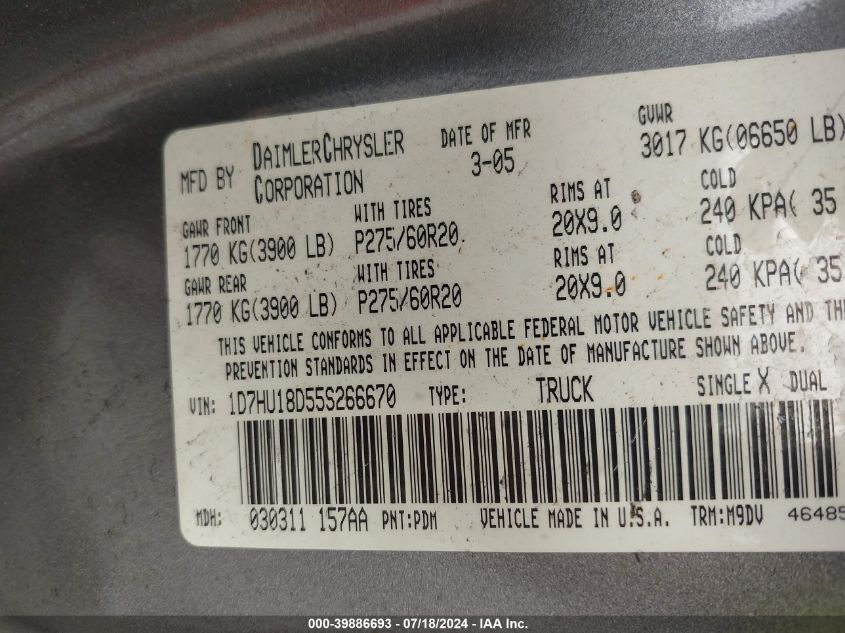 MFD BY DAIMLERCHRYSLER CORPORATION DATE OF MFR 3-05 GVWR 3017 KG(06650 LB)
GAWR FRONT WITH TIRES RIMS AT COLD
1770 KG(3900 LB) P275/60R20 20X9.0 240 KPA( 35
GAWR REAR WITH TIRES RIMS AT COLD
1770 KG(3900 LB) P275/60R20 20X9.0 240 KPA( 35
THIS VEHICLE CONFORMS TO ALL APPLICABLE FEDERAL MOTOR VEHICLE SAFETY AND
PREVENTION STANDARDS IN EFFECT ON THE DATE OF MANUFACTURE SHOWN ABOVE.
VIN: 1D7HU18D55S266670 TYPE: TRUCK SINGLE X DUAL
MDH: 030311 157AA PNT:PDM VEHICLE MADE IN U.S.A. TRM:M9DV 46485
000-39886693 - 07/18/2024 - IAA Inc.